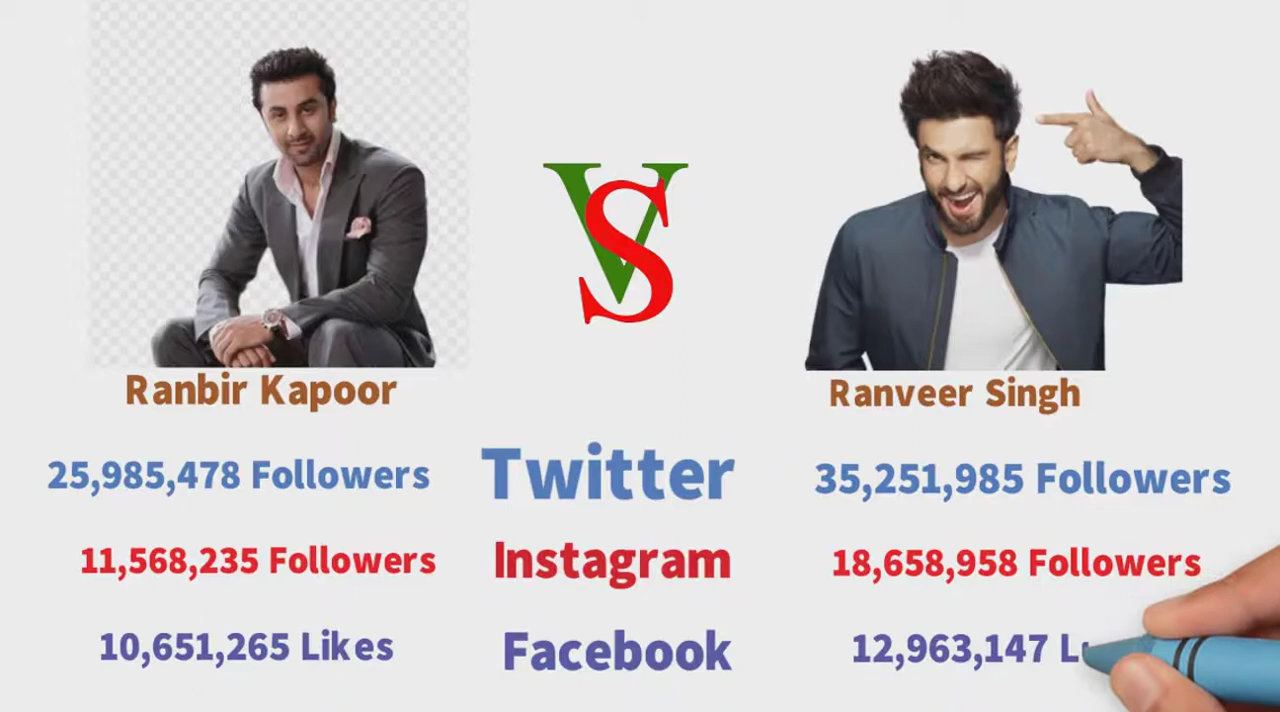 VS
Ranbir Kapoor
Ranveer Singh
25,985,478 Followers
Twitter
35,251,985 Followers
11,568,235 Followers
Instagram
18,658,958 Followers
10,651,265 Likes
Facebook
12,963,147